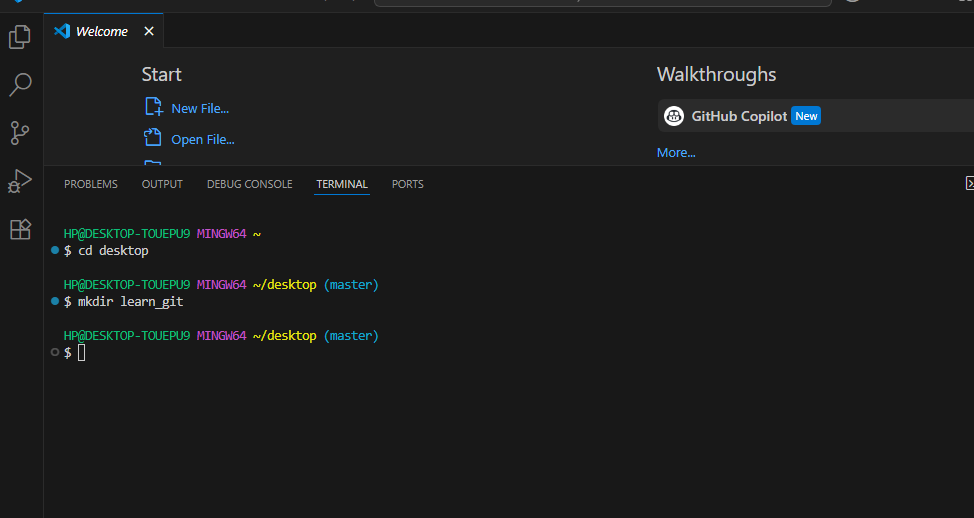 Welcome
Start
New File...
Open File...
Walkthroughs
GitHub Copilot New
More...
PROBLEMS OUTPUT DEBUG CONSOLE TERMINAL PORTS
HP@DESKTOP-TOUEPU9 MINGW64 ~
$ cd desktop
HP@DESKTOP-TOUEPU9 MINGW64 ~/desktop (master)
$ mkdir learn_git
HP@DESKTOP-TOUEPU9 MINGW64 ~/desktop (master)
$